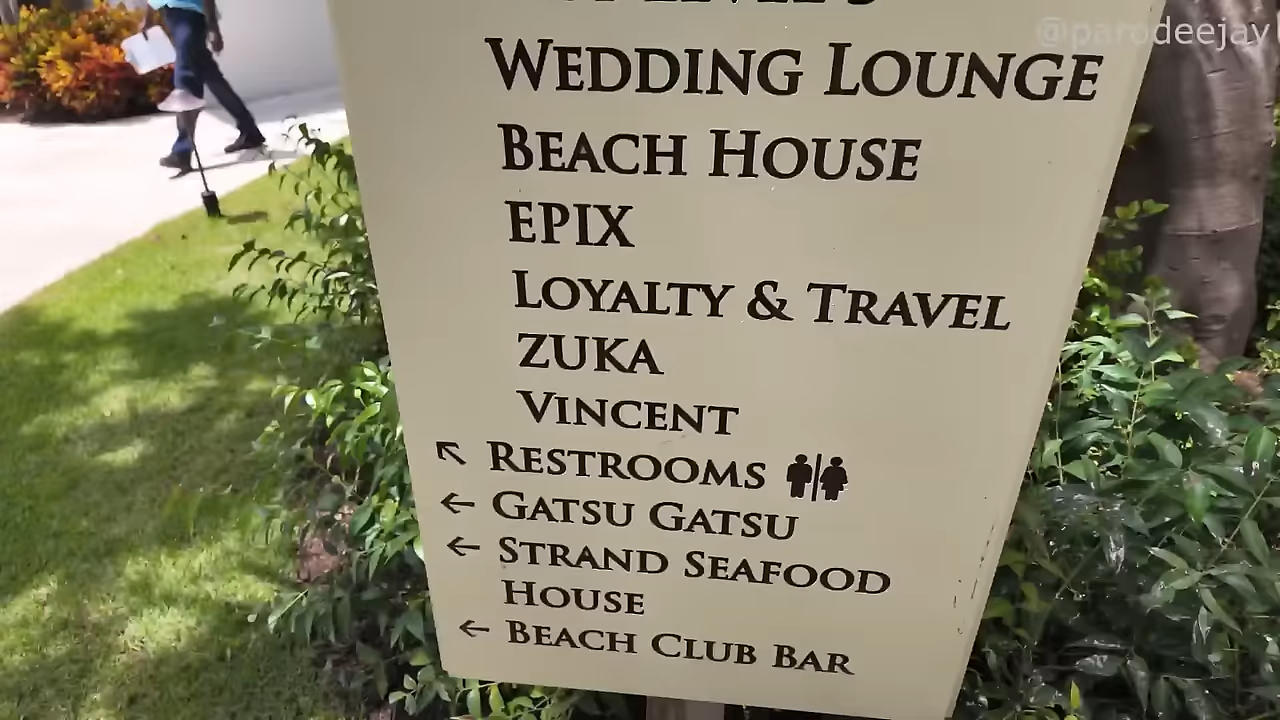 @parodeejay
WEDDING LOUNGE
BEACH HOUSE
EPIX
LOYALTY & TRAVEL
ZUKA
VINCENT
↖ RESTROOMS
← GATSU GATSU
← STRAND SEAFOOD
HOUSE
← BEACH CLUB BAR